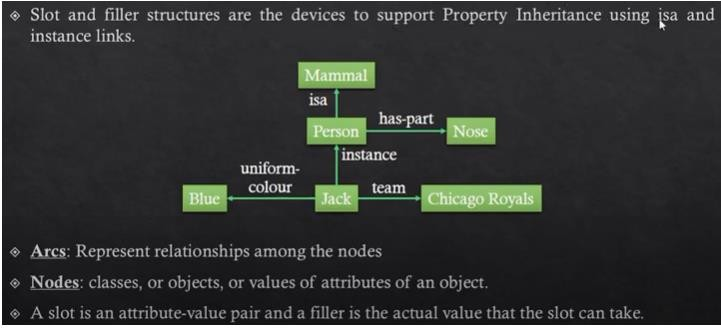 Slot and filler structures are the devices to support Property Inheritance using isa and
instance links.
Mammal
isa
has-part
Person
Nose
instance
uniform-
colour
team
Blue
Jack
Chicago Royals
Arcs: Represent relationships among the nodes
Nodes: classes, or objects, or values of attributes of an object.
A slot is an attribute-value pair and a filler is the actual value that the slot can take.